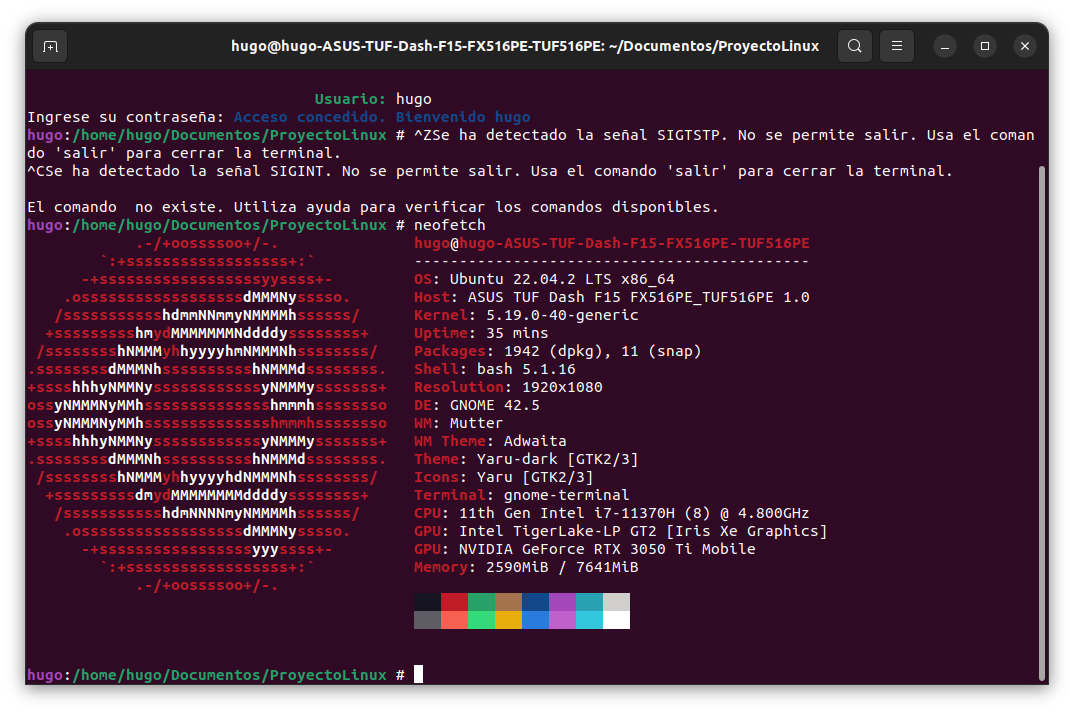 hugo@hugo-ASUS-TUF-Dash-F15-FX516PE-TUF516PE: ~/Documentos/ProyectoLinux
Usuario: hugo
Ingrese su contraseña: Acceso concedido. Bienvenido hugo
hugo:/home/hugo/Documentos/ProyectoLinux # ^ZSe ha detectado la señal SIGTSTP. No se permite salir. Usa el coman
do 'salir' para cerrar la terminal.
^CSe ha detectado la señal SIGINT. No se permite salir. Usa el comando 'salir' para cerrar la terminal.
El comando  no existe. Utiliza ayuda para verificar los comandos disponibles.
hugo:/home/hugo/Documentos/ProyectoLinux # neofetch
            .-/+oossssoo+/-.               hugo@hugo-ASUS-TUF-Dash-F15-FX516PE-TUF516PE
        `:+ssssssssssssssssss+:`           --------------------------------------------
      -+ssssssssssssssssssyyssss+-         OS: Ubuntu 22.04.2 LTS x86_64
    .ossssssssssssssssssdMMMNysssso.       Host: ASUS TUF Dash F15 FX516PE_TUF516PE 1.0
   /ssssssssssshdmmNNmmyNMMMMhssssss/      Kernel: 5.19.0-40-generic
  +ssssssssshmydMMMMMMMNddddyssssssss+     Uptime: 35 mins
 /sssssssshNMMMyhhyyyyhmNMMMNhssssssss/    Packages: 1942 (dpkg), 11 (snap)
.ssssssssdMMMNhsssssssssshNMMMdssssssss.   Shell: bash 5.1.16
+sssshhhyNMMNyssssssssssssyNMMMysssssss+   Resolution: 1920x1080
ossyNMMMNyMMhsssssssssssssshmmmhssssssso   DE: GNOME 42.5
ossyNMMMNyMMhsssssssssssssshmmmhssssssso   WM: Mutter
+sssshhhyNMMNyssssssssssssyNMMMysssssss+   WM Theme: Adwaita
.ssssssssdMMMNhsssssssssshNMMMdssssssss.   Theme: Yaru-dark [GTK2/3]
 /sssssssshNMMMyhhyyyyhdNMMMNhssssssss/    Icons: Yaru [GTK2/3]
  +sssssssssdmydMMMMMMMMddddyssssssss+     Terminal: gnome-terminal
   /ssssssssssshdmNNNNmyNMMMMhssssss/      CPU: 11th Gen Intel i7-11370H (8) @ 4.800GHz
    .ossssssssssssssssssdMMMNysssso.       GPU: Intel TigerLake-LP GT2 [Iris Xe Graphics]
      -+sssssssssssssssssyyyssss+-         GPU: NVIDIA GeForce RTX 3050 Ti Mobile
        `:+ssssssssssssssssss+:`           Memory: 2590MiB / 7641MiB
            .-/+oossssoo+/-.
hugo:/home/hugo/Documentos/ProyectoLinux #